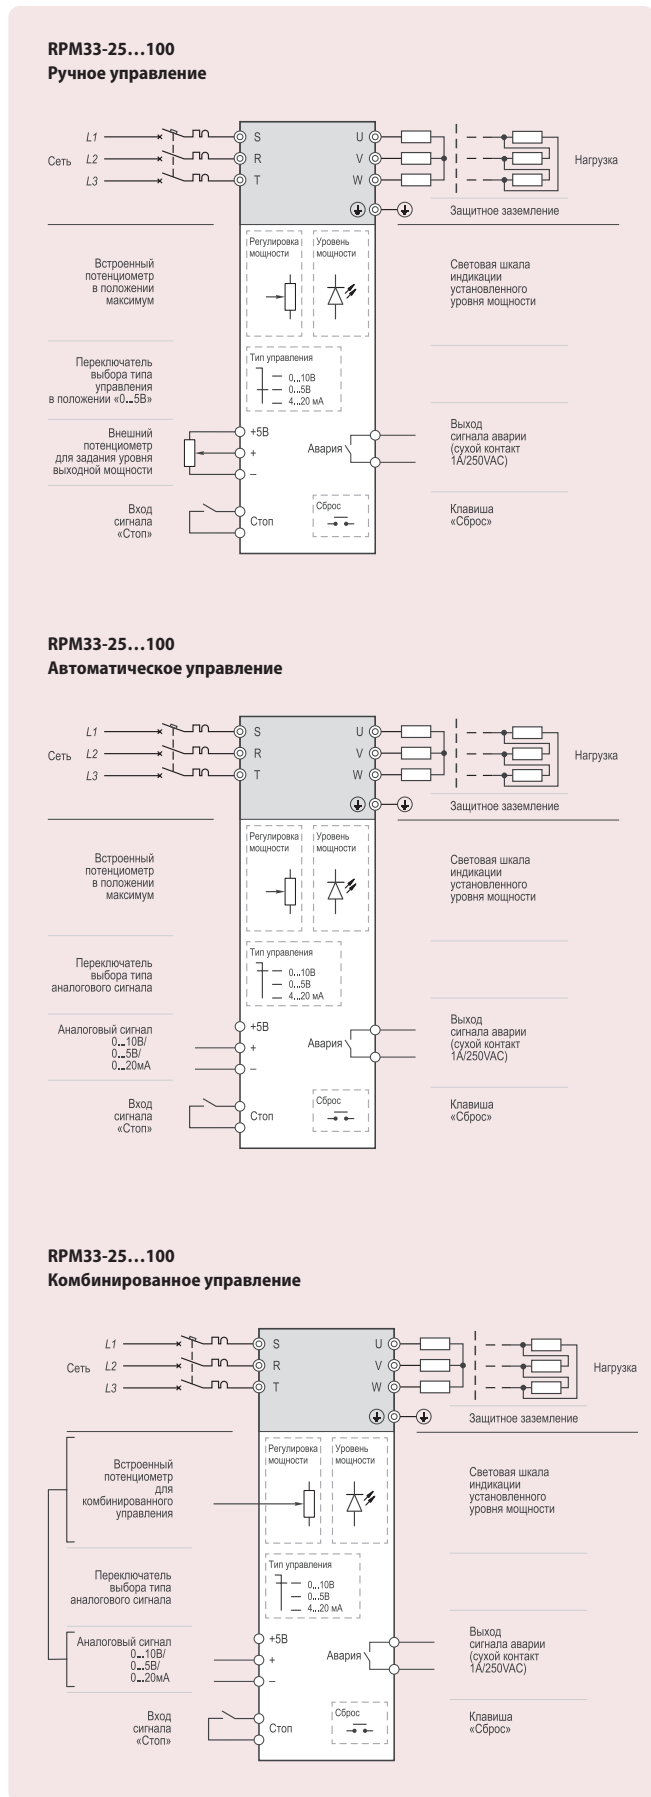 RPM33-25...100
Ручное управление
L1
S
U
Сеть
L2
R
V
Нагрузка
L3
T
W
Защитное заземление
Встроенный
потенциометр
в положении
максимум
Регулировка
мощности
Уровень
мощности
Световая шкала
индикации
установленного
уровня мощности
Переключатель
выбора типа
управления
в положении «0...5В»
Тип управления
0...10В
0...5В
4...20 мА
Внешний
потенциометр
для задания уровня
выходной мощности
+5В
+
–
Авария
Выход
сигнала аварии
(сухой контакт
1А/250VAC)
Вход
сигнала
«Стоп»
Стоп
Сброс
Клавиша
«Сброс»
RPM33-25...100
Автоматическое управление
L1
S
U
Сеть
L2
R
V
Нагрузка
L3
T
W
Защитное заземление
Встроенный
потенциометр
в положении
максимум
Регулировка
мощности
Уровень
мощности
Световая шкала
индикации
установленного
уровня мощности
Переключатель
выбора типа
аналогового сигнала
Тип управления
0...10В
0...5В
4...20 мА
Аналоговый сигнал
0...10В/
0...5В/
0...20мА
+5В
+
–
Авария
Выход
сигнала аварии
(сухой контакт
1А/250VAC)
Вход
сигнала
«Стоп»
Стоп
Сброс
Клавиша
«Сброс»
RPM33-25...100
Комбинированное управление
L1
S
U
Сеть
L2
R
V
Нагрузка
L3
T
W
Защитное заземление
Встроенный
потенциометр
для
комбинированного
управления
Регулировка
мощности
Уровень
мощности
Световая шкала
индикации
установленного
уровня мощности
Переключатель
выбора типа
аналогового сигнала
Тип управления
0...10В
0...5В
4...20 мА
Аналоговый сигнал
0...10В/
0...5В/
0...20мА
+5В
+
–
Авария
Выход
сигнала аварии
(сухой контакт
1А/250VAC)
Вход
сигнала
«Стоп»
Стоп
Сброс
Клавиша
«Сброс»